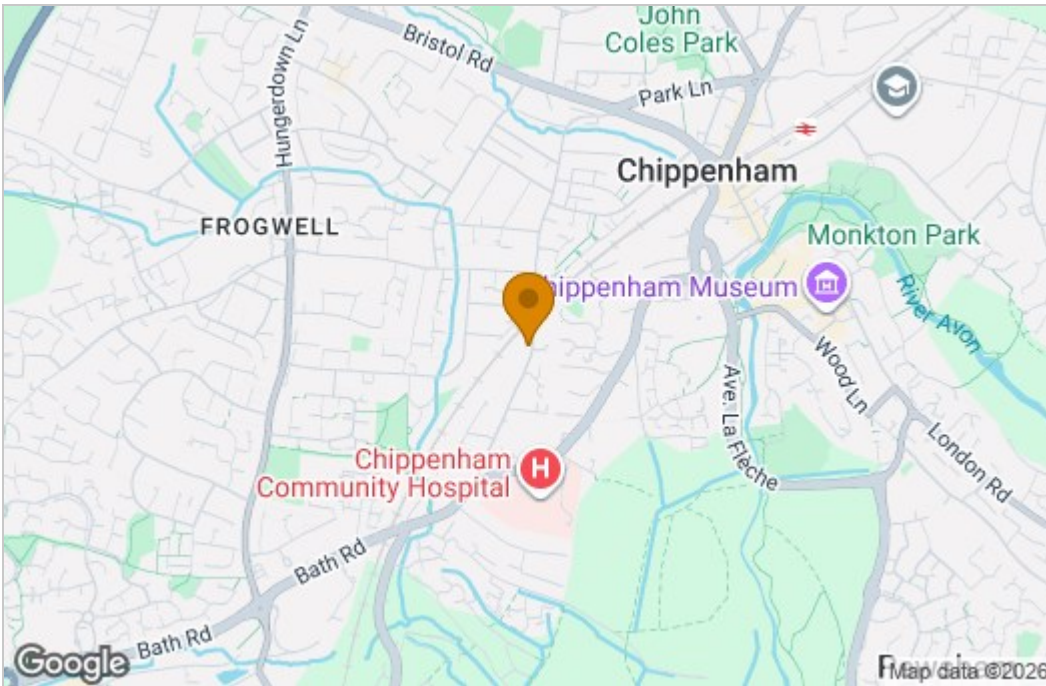 John
Coles Park
Bristol Rd
Park Ln
Hungerdown Ln
Chippenham
FROGWELL
Monkton Park
hippenham Museum
River Avon
Wood Ln
Ave. La Flèche
London Rd
Chippenham
Community Hospital
H
Bath Rd
Bath Rd
Google
Map data ©2026